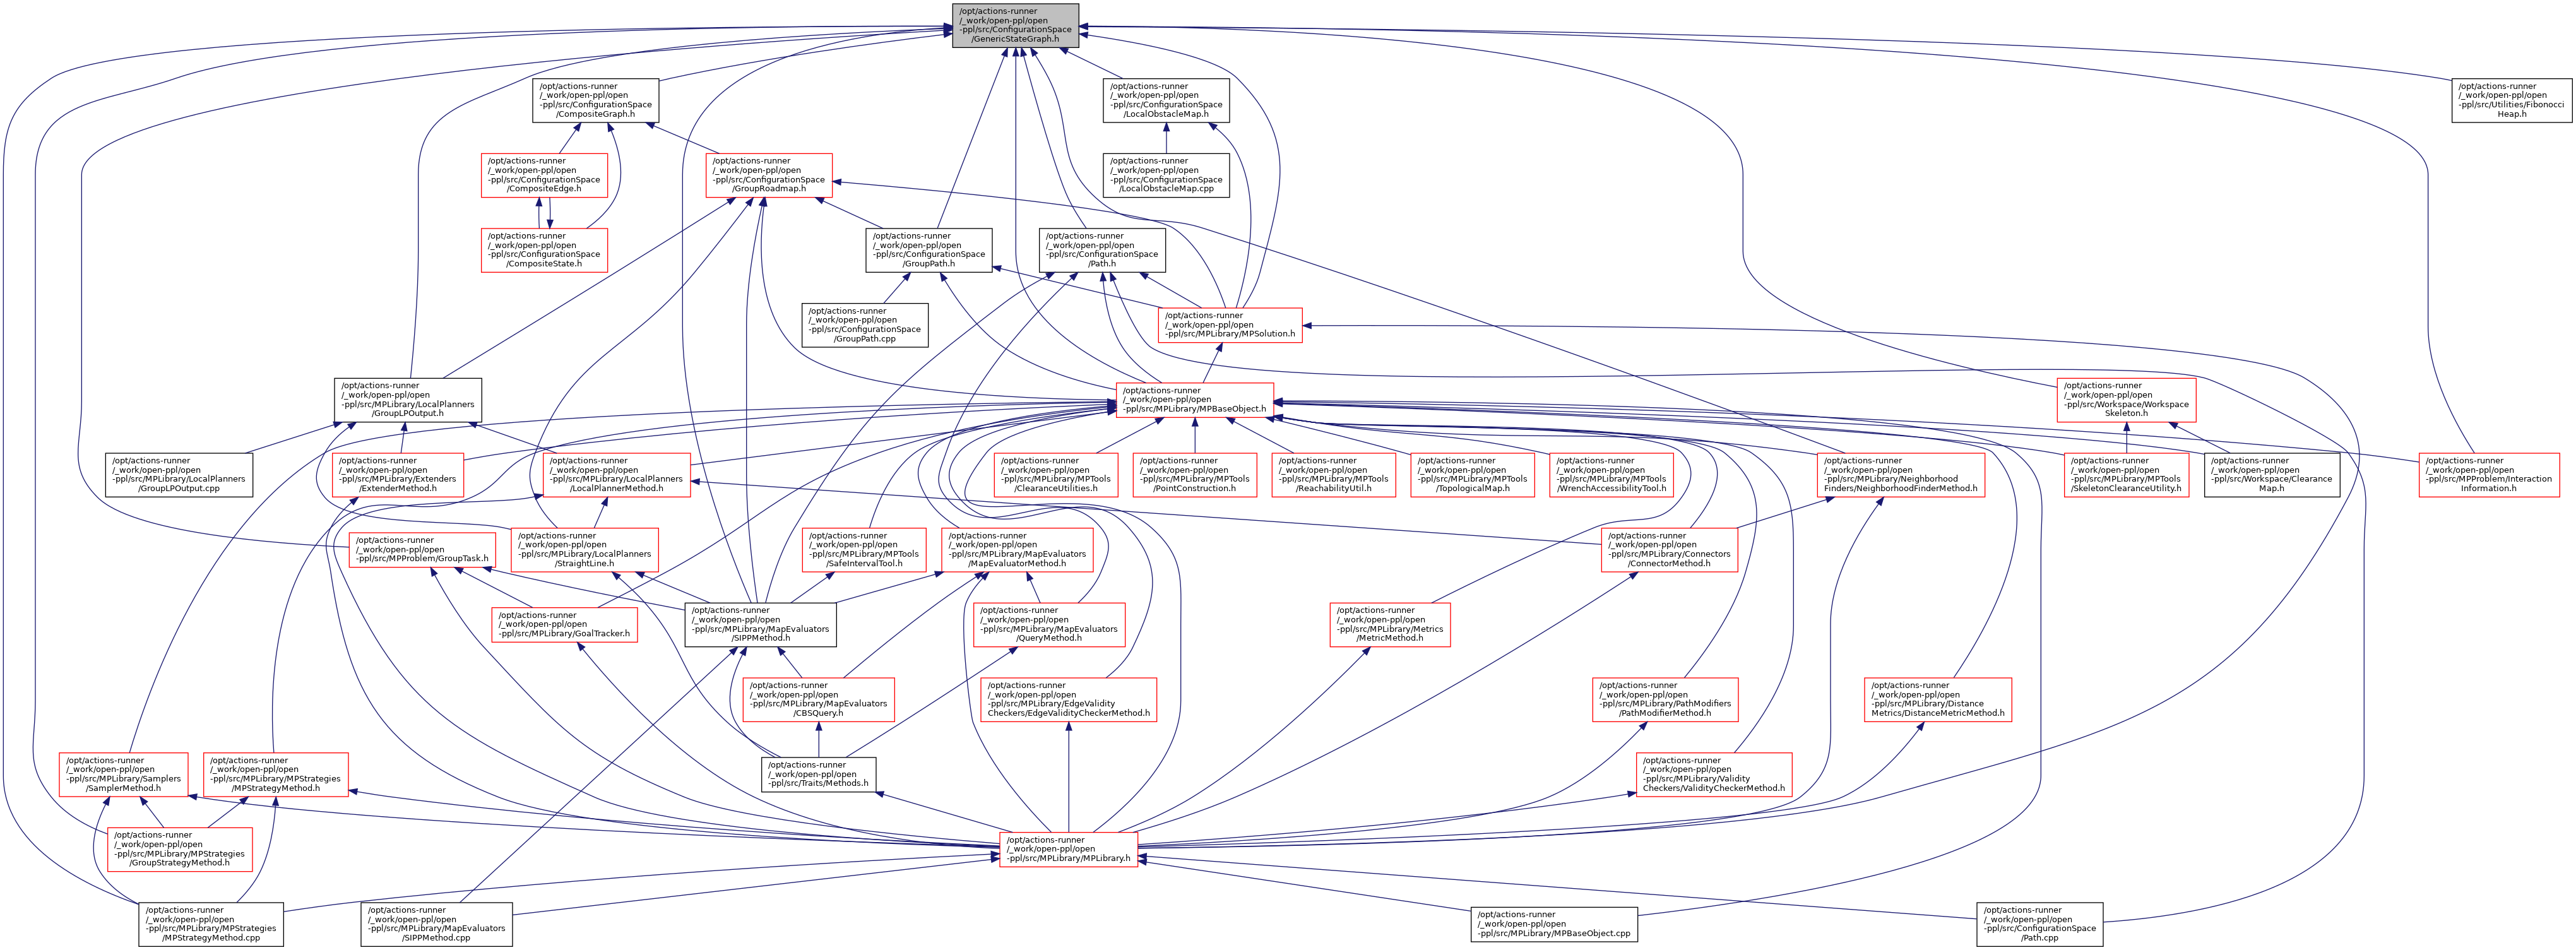 /opt/actions-runner
/_work/open-ppl/open
-ppl/src/ConfigurationSpace
/GenericStateGraph.h
/opt/actions-runner
/_work/open-ppl/open
-ppl/src/ConfigurationSpace
/CompositeGraph.h
/opt/actions-runner
/_work/open-ppl/open
-ppl/src/ConfigurationSpace
/LocalObstacleMap.h
/opt/actions-runner
/_work/open-ppl/open
-ppl/src/Utilities/Fibonocci
Heap.h
/opt/actions-runner
/_work/open-ppl/open
-ppl/src/ConfigurationSpace
/CompositeEdge.h
/opt/actions-runner
/_work/open-ppl/open
-ppl/src/ConfigurationSpace
/GroupRoadmap.h
/opt/actions-runner
/_work/open-ppl/open
-ppl/src/ConfigurationSpace
/LocalObstacleMap.cpp
/opt/actions-runner
/_work/open-ppl/open
-ppl/src/ConfigurationSpace
/CompositeState.h
/opt/actions-runner
/_work/open-ppl/open
-ppl/src/ConfigurationSpace
/GroupPath.h
/opt/actions-runner
/_work/open-ppl/open
-ppl/src/ConfigurationSpace
/Path.h
/opt/actions-runner
/_work/open-ppl/open
-ppl/src/ConfigurationSpace
/GroupPath.cpp
/opt/actions-runner
/_work/open-ppl/open
-ppl/src/MPLibrary/MPSolution.h
/opt/actions-runner
/_work/open-ppl/open
-ppl/src/MPLibrary/LocalPlanners
/GroupLPOutput.h
/opt/actions-runner
/_work/open-ppl/open
-ppl/src/MPLibrary/MPBaseObject.h
/opt/actions-runner
/_work/open-ppl/open
-ppl/src/Workspace/Workspace
Skeleton.h
/opt/actions-runner
/_work/open-ppl/open
-ppl/src/MPLibrary/LocalPlanners
/GroupLPOutput.cpp
/opt/actions-runner
/_work/open-ppl/open
-ppl/src/MPLibrary/Extenders
/ExtenderMethod.h
/opt/actions-runner
/_work/open-ppl/open
-ppl/src/MPLibrary/LocalPlanners
/LocalPlannerMethod.h
/opt/actions-runner
/_work/open-ppl/open
-ppl/src/MPLibrary/MPTools
/ClearanceUtilities.h
/opt/actions-runner
/_work/open-ppl/open
-ppl/src/MPLibrary/MPTools
/PointConstruction.h
/opt/actions-runner
/_work/open-ppl/open
-ppl/src/MPLibrary/MPTools
/ReachabilityUtil.h
/opt/actions-runner
/_work/open-ppl/open
-ppl/src/MPLibrary/MPTools
/TopologicalMap.h
/opt/actions-runner
/_work/open-ppl/open
-ppl/src/MPLibrary/MPTools
/WrenchAccessibilityTool.h
/opt/actions-runner
/_work/open-ppl/open
-ppl/src/MPLibrary/Neighborhood
Finders/NeighborhoodFinderMethod.h
/opt/actions-runner
/_work/open-ppl/open
-ppl/src/MPLibrary/MPTools
/SkeletonClearanceUtility.h
/opt/actions-runner
/_work/open-ppl/open
-ppl/src/Workspace/Clearance
Map.h
/opt/actions-runner
/_work/open-ppl/open
-ppl/src/MPProblem/Interaction
Information.h
/opt/actions-runner
/_work/open-ppl/open
-ppl/src/MPProblem/GroupTask.h
/opt/actions-runner
/_work/open-ppl/open
-ppl/src/MPLibrary/LocalPlanners
/StraightLine.h
/opt/actions-runner
/_work/open-ppl/open
-ppl/src/MPLibrary/MPTools
/SafeIntervalTool.h
/opt/actions-runner
/_work/open-ppl/open
-ppl/src/MPLibrary/MapEvaluators
/MapEvaluatorMethod.h
/opt/actions-runner
/_work/open-ppl/open
-ppl/src/MPLibrary/Connectors
/ConnectorMethod.h
/opt/actions-runner
/_work/open-ppl/open
-ppl/src/MPLibrary/GoalTracker.h
/opt/actions-runner
/_work/open-ppl/open
-ppl/src/MPLibrary/MapEvaluators
/SIPPMethod.h
/opt/actions-runner
/_work/open-ppl/open
-ppl/src/MPLibrary/MapEvaluators
/QueryMethod.h
/opt/actions-runner
/_work/open-ppl/open
-ppl/src/MPLibrary/Metrics
/MetricMethod.h
/opt/actions-runner
/_work/open-ppl/open
-ppl/src/MPLibrary/MapEvaluators
/CBSQuery.h
/opt/actions-runner
/_work/open-ppl/open
-ppl/src/MPLibrary/EdgeValidity
Checkers/EdgeValidityCheckerMethod.h
/opt/actions-runner
/_work/open-ppl/open
-ppl/src/MPLibrary/PathModifiers
/PathModifierMethod.h
/opt/actions-runner
/_work/open-ppl/open
-ppl/src/MPLibrary/Distance
Metrics/DistanceMetricMethod.h
/opt/actions-runner
/_work/open-ppl/open
-ppl/src/MPLibrary/Samplers
/SamplerMethod.h
/opt/actions-runner
/_work/open-ppl/open
-ppl/src/MPLibrary/MPStrategies
/MPStrategyMethod.h
/opt/actions-runner
/_work/open-ppl/open
-ppl/src/Traits/Methods.h
/opt/actions-runner
/_work/open-ppl/open
-ppl/src/MPLibrary/Validity
Checkers/ValidityCheckerMethod.h
/opt/actions-runner
/_work/open-ppl/open
-ppl/src/MPLibrary/MPStrategies
/GroupStrategyMethod.h
/opt/actions-runner
/_work/open-ppl/open
-ppl/src/MPLibrary/MPLibrary.h
/opt/actions-runner
/_work/open-ppl/open
-ppl/src/MPLibrary/MPStrategies
/MPStrategyMethod.cpp
/opt/actions-runner
/_work/open-ppl/open
-ppl/src/MPLibrary/MapEvaluators
/SIPPMethod.cpp
/opt/actions-runner
/_work/open-ppl/open
-ppl/src/MPLibrary/MPBaseObject.cpp
/opt/actions-runner
/_work/open-ppl/open
-ppl/src/ConfigurationSpace
/Path.cpp